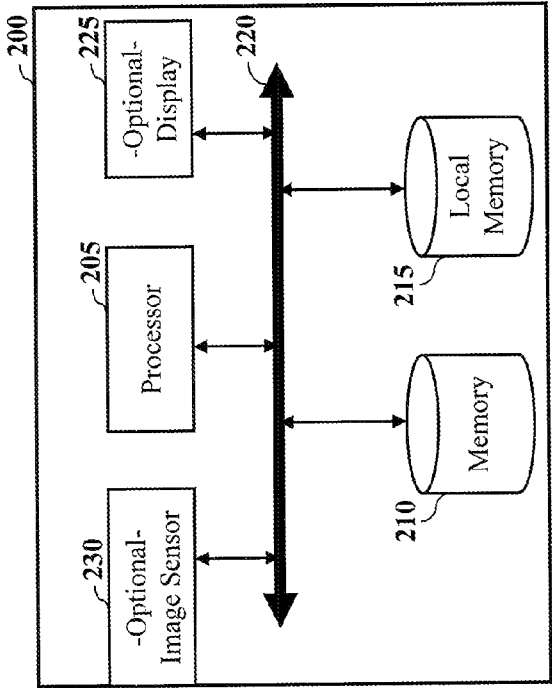 200
230
-Optional-
Image Sensor
205
Processor
225
-Optional-
Display
220
210
Memory
215
Local
Memory